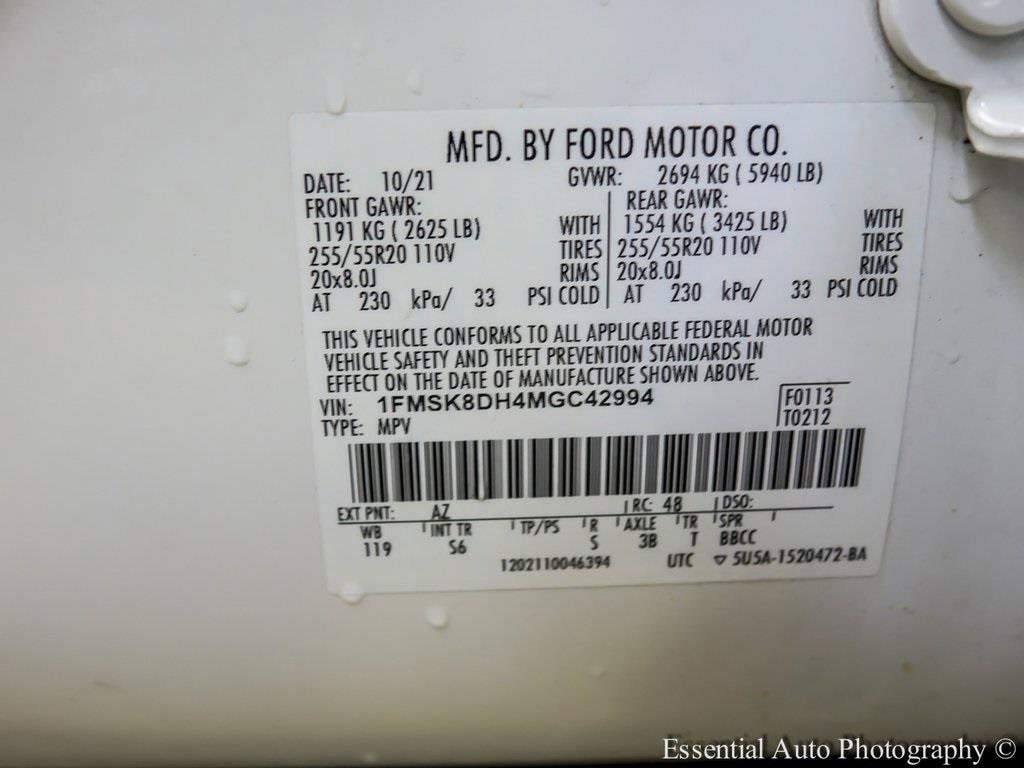 MFD. BY FORD MOTOR CO.
DATE: 10/21 GVWR: 2694 KG ( 5940 LB)
FRONT GAWR: REAR GAWR:
1191 KG ( 2625 LB) WITH 1554 KG ( 3425 LB) WITH
255/55R20 110V TIRES 255/55R20 110V TIRES
20x8.0J RIMS 20x8.0J RIMS
AT 230 kPa/ 33 PSI COLD AT 230 kPa/ 33 PSI COLD
THIS VEHICLE CONFORMS TO ALL APPLICABLE FEDERAL MOTOR
VEHICLE SAFETY AND THEFT PREVENTION STANDARDS IN
EFFECT ON THE DATE OF MANUFACTURE SHOWN ABOVE.
VIN: 1FMSK8DH4MGC42994 F0113
TYPE: MPV T0212
EXT PNT: AZ RC: 48 DSO:
WB INT TR TP/PS R AXLE TR SPR
119 S6 S 3B T BBCC
1202110046394 UTC ▽ 5U5A-1520472-BA
Essential Auto Photography ©